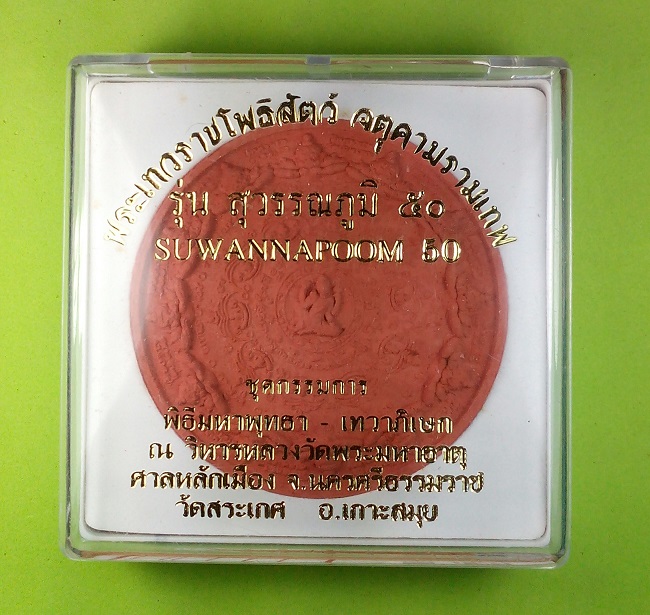 พระเทวราชโพธิสัตว์ จตุคามรามเทพ
รุ่น สุวรรณภูมิ ๕๐
SUWANNAPOOM 50
ชุดกรรมการ
พิธีมหาพุทธา - เทวาภิเษก
ณ วิหารหลวงวัดพระมหาธาตุ
ศาลหลักเมือง จ.นครศรีธรรมราช
วัดสระเกศ อ.เกาะสมุย